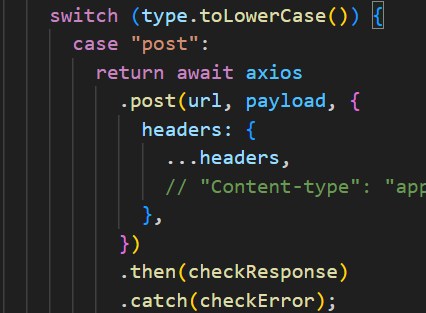 switch (type.toLowerCase()) {
case "post":
return await axios
.post(url, payload, {
headers: {
...headers,
// "Content-type": "app
},
})
.then(checkResponse)
.catch(checkError);